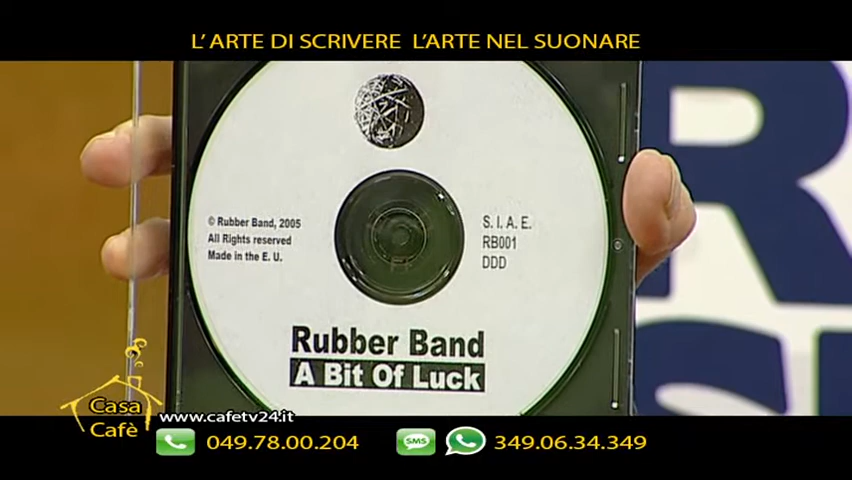 L' ARTE DI SCRIVERE L'ARTE NEL SUONARE
© Rubber Band, 2005
All Rights reserved
Made in the E. U.
S. I. A. E.
RB001
DDD
Rubber Band
A Bit Of Luck
Casa
Cafè
www.cafetv24.it
049.78.00.204
SMS
349.06.34.349